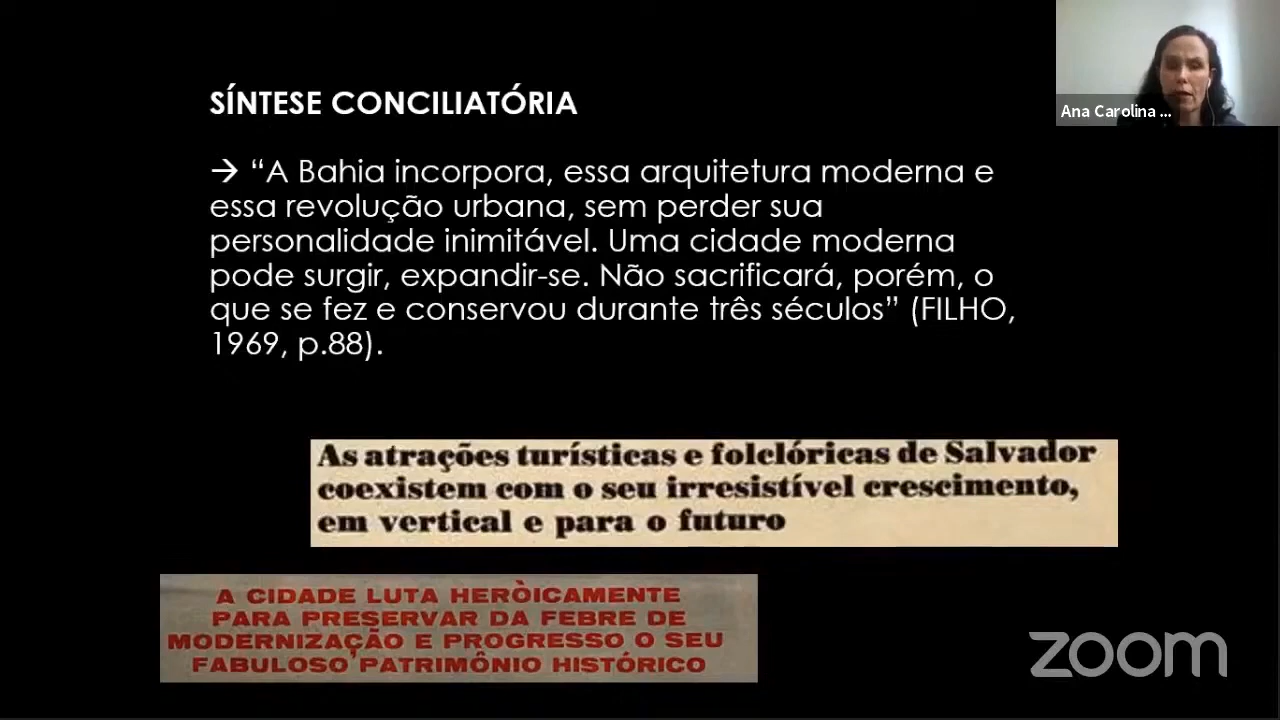 Ana Carolina ...
SÍNTESE CONCILIATÓRIA
→ “A Bahia incorpora, essa arquitetura moderna e
essa revolução urbana, sem perder sua
personalidade inimitável. Uma cidade moderna
pode surgir, expandir-se. Não sacrificará, porém, o
que se fez e conservou durante três séculos” (FILHO,
1969, p.88).
As atrações turísticas e folclóricas de Salvador
coexistem com o seu irresistível crescimento,
em vertical e para o futuro
A CIDADE LUTA HERÒICAMENTE
PARA PRESERVAR DA FEBRE DE
MODERNIZAÇÃO E PROGRESSO O SEU
FABULOSO PATRIMÔNIO HISTÓRICO
zoom